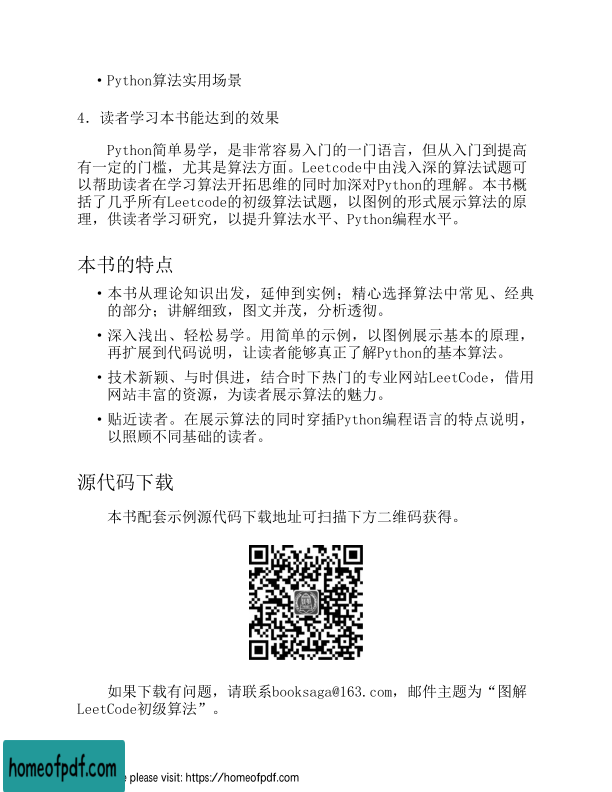 • Python算法实用场景
4．读者学习本书能达到的效果
Python简单易学，是非常容易入门的一门语言，但从入门到提高
有一定的门槛，尤其是算法方面。Leetcode中由浅入深的算法试题可
以帮助读者在学习算法开拓思维的同时加深对Python的理解。本书概
括了几乎所有Leetcode的初级算法试题，以图例的形式展示算法的原
理，供读者学习研究，以提升算法水平、Python编程水平。
本书的特点
• 本书从理论知识出发，延伸到实例；精心选择算法中常见、经典
的部分；讲解细致，图文并茂，分析透彻。
• 深入浅出、轻松易学。用简单的示例，以图例展示基本的原理，
再扩展到代码说明，让读者能够真正了解Python的基本算法。
• 技术新颖、与时俱进，结合时下热门的专业网站LeetCode，借用
网站丰富的资源，为读者展示算法的魅力。
• 贴近读者。在展示算法的同时穿插Python编程语言的特点说明，
以照顾不同基础的读者。
源代码下载
本书配套示例源代码下载地址可扫描下方二维码获得。
如果下载有问题，请联系booksaga@163.com，邮件主题为“图解
LeetCode初级算法”。
homeofpdf.com
please visit: https://homeofpdf.com